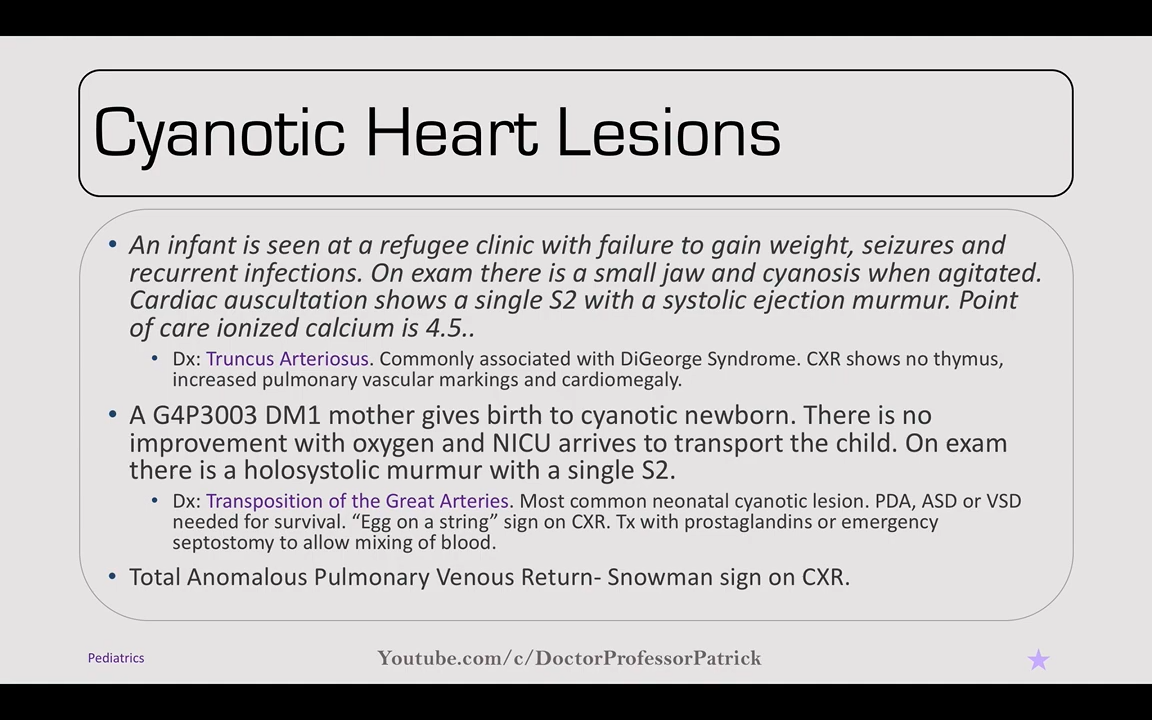 Cyanotic Heart Lesions
• An infant is seen at a refugee clinic with failure to gain weight, seizures and
recurrent infections. On exam there is a small jaw and cyanosis when agitated.
Cardiac auscultation shows a single S2 with a systolic ejection murmur. Point
of care ionized calcium is 4.5..
• Dx: Truncus Arteriosus. Commonly associated with DiGeorge Syndrome. CXR shows no thymus,
increased pulmonary vascular markings and cardiomegaly.
• A G4P3003 DM1 mother gives birth to cyanotic newborn. There is no
improvement with oxygen and NICU arrives to transport the child. On exam
there is a holosystolic murmur with a single S2.
• Dx: Transposition of the Great Arteries. Most common neonatal cyanotic lesion. PDA, ASD or VSD
needed for survival. “Egg on a string” sign on CXR. Tx with prostaglandins or emergency
septostomy to allow mixing of blood.
• Total Anomalous Pulmonary Venous Return- Snowman sign on CXR.
Pediatrics
Youtube.com/c/DoctorProfessorPatrick